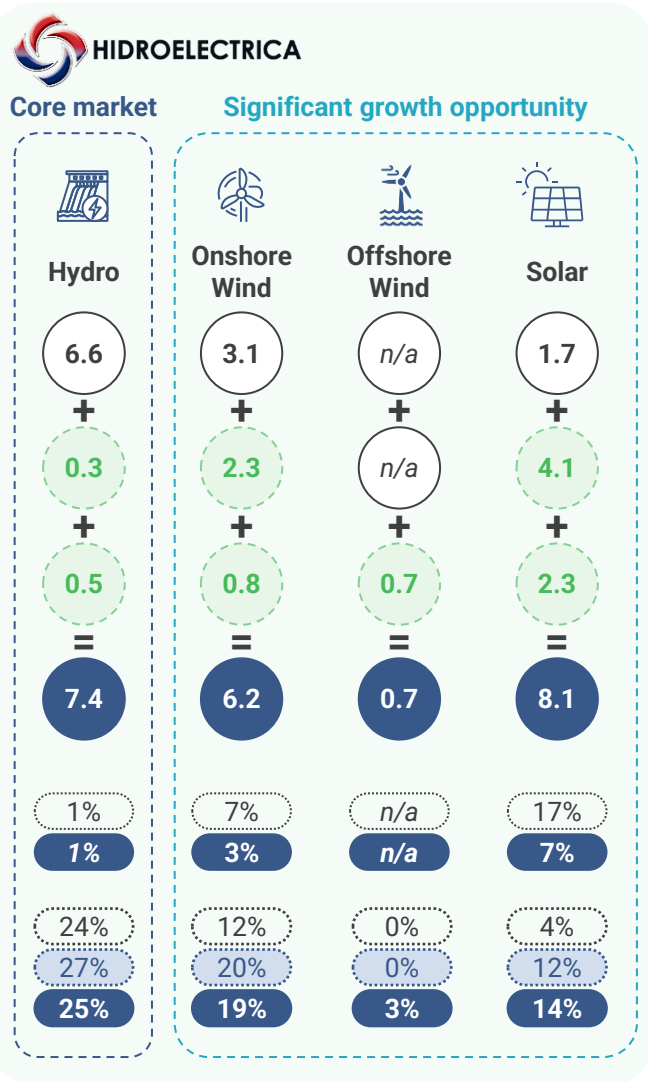 HIDROELECTRICA
Core market
Significant growth opportunity
Hydro
Onshore
Wind
Offshore
Wind
Solar
6.6 3.1 n/a 1.7
+ + + +
0.3 2.3 n/a 4.1
+ + + +
0.5 0.8 0.7 2.3
= = = =
7.4 6.2 0.7 8.1
1% 7% n/a 17%
1% 3% n/a 7%
24% 12% 0% 4%
27% 20% 0% 12%
25% 19% 3% 14%